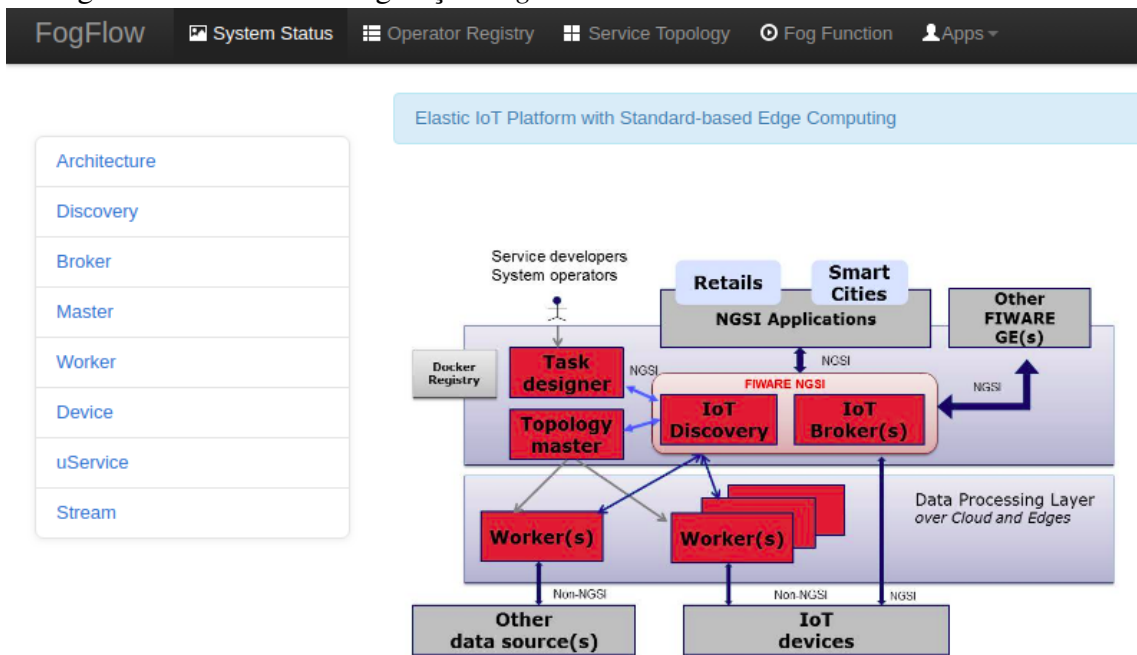 FogFlow System Status Operator Registry Service Topology Fog Function Apps
Elastic IoT Platform with Standard-based Edge Computing
Architecture
Discovery
Broker
Master
Worker
Device
uService
Stream
Service developers
System operators
Retails
Smart
Cities
NGSI Applications
Other
FIWARE
GE(s)
Docker
Registry
Task
designer
NGSI
NGSI
FIWARE NGSI
NGSI
Topology
master
IoT
Discovery
IoT
Broker(s)
Worker(s)
Worker(s)
Data Processing Layer
over Cloud and Edges
Non-NGSI
Non-NGSI
NGSI
Other
data source(s)
IoT
devices